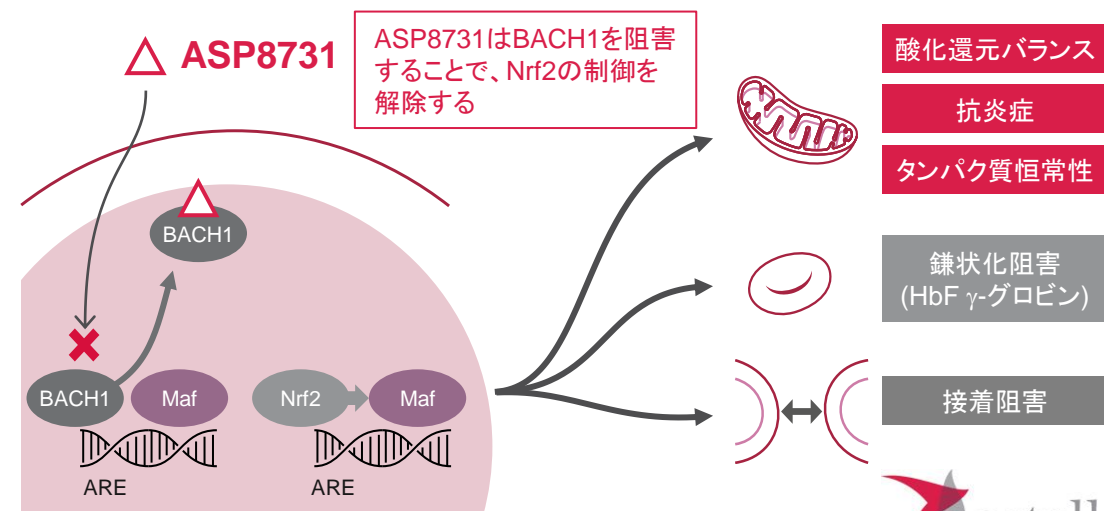 ASP8731
ASP8731はBACH1を阻害
することで、Nrf2の制御を
解除する
酸化還元バランス
抗炎症
タンパク質恒常性
BACH1
鎌状化阻害
(HbF γ-グロビン)
BACH1
Maf
Nrf2
Maf
接着阻害
ARE
ARE